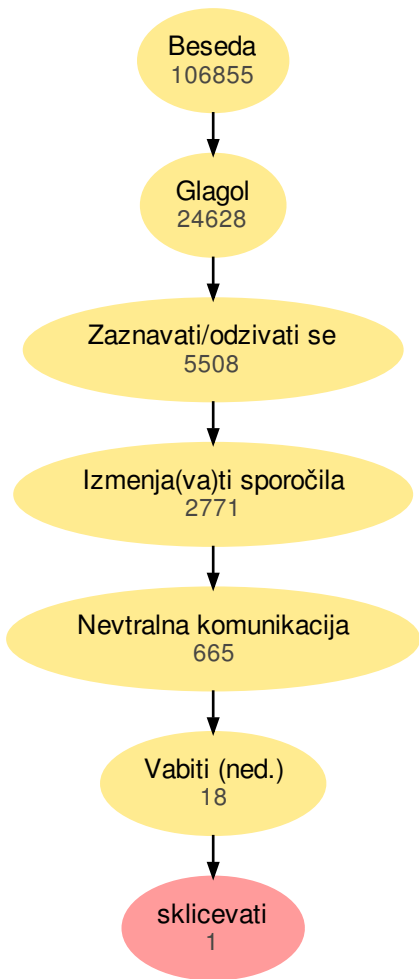 Beseda
106855
Glagol
24628
Zaznavati/odzivati se
5508
Izmenja(va)ti sporočila
2771
Nevtralna komunikacija
665
Vabiti (ned.)
18
sklicevati
1